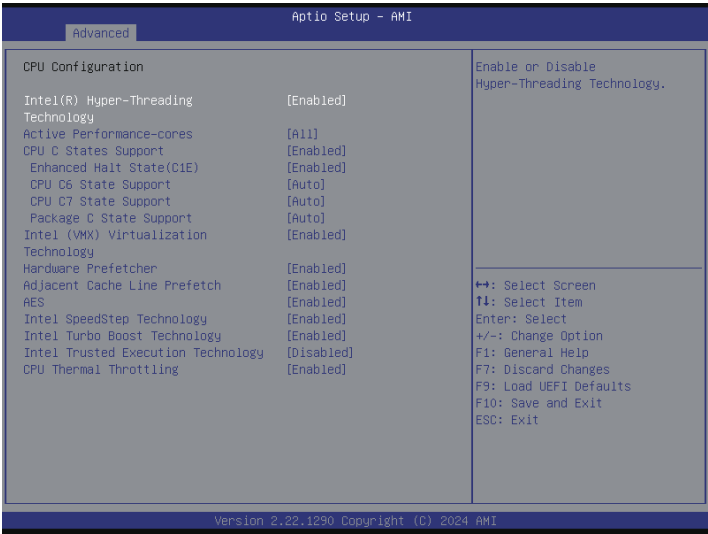 Aptio Setup - AMI
Advanced
CPU Configuration
Intel(R) Hyper-Threading [Enabled]
Technology
Active Performance-cores [All]
CPU C States Support [Enabled]
Enhanced Halt State(C1E) [Enabled]
CPU C6 State Support [Auto]
CPU C7 State Support [Auto]
Package C State Support [Auto]
Intel (VMX) Virtualization [Enabled]
Technology
Hardware Prefetcher [Enabled]
Adjacent Cache Line Prefetch [Enabled]
AES [Enabled]
Intel SpeedStep Technology [Enabled]
Intel Turbo Boost Technology [Enabled]
Intel Trusted Execution Technology [Disabled]
CPU Thermal Throttling [Enabled]
Enable or Disable
Hyper-Threading Technology.
↔: Select Screen
↑↓: Select Item
Enter: Select
+/-: Change Option
F1: General Help
F7: Discard Changes
F9: Load UEFI Defaults
F10: Save and Exit
ESC: Exit
Version 2.22.1290 Copyright (C) 2024 AMI